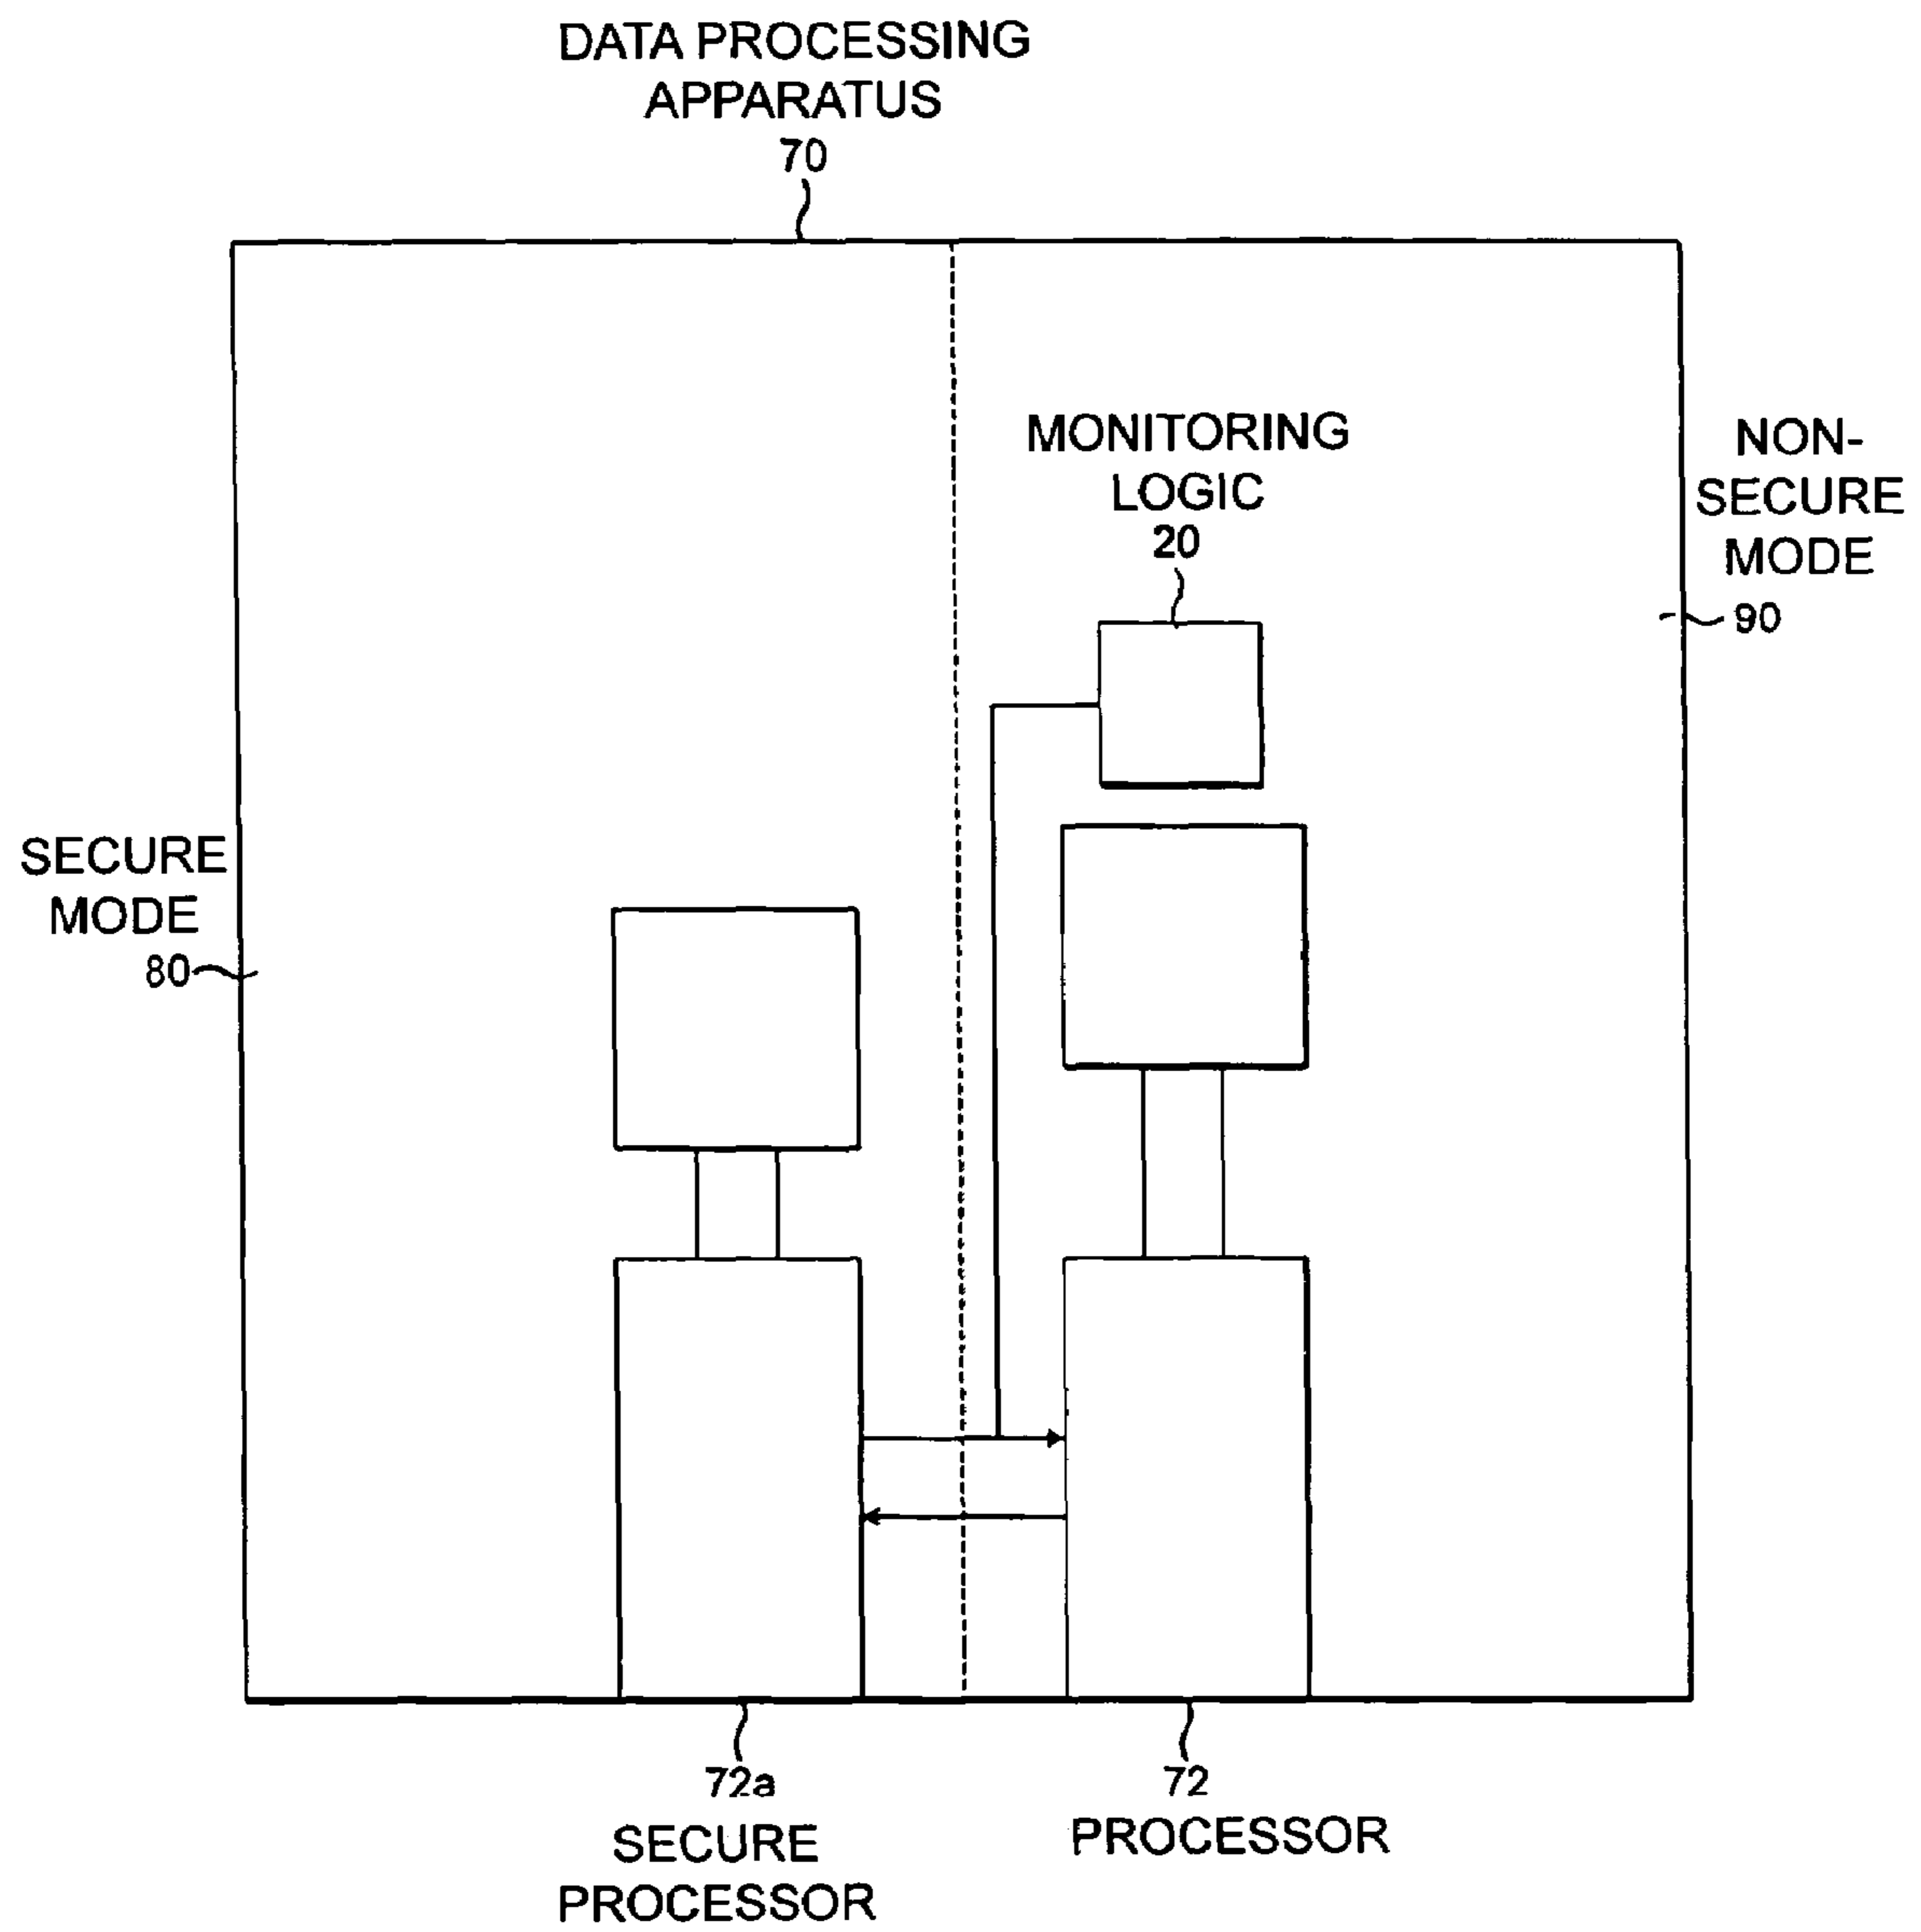 DATA PROCESSING
APPARATUS
70
MONITORING
LOGIC
20
NON-
SECURE
MODE
90
SECURE
MODE
80
72a
SECURE
PROCESSOR
72
PROCESSOR